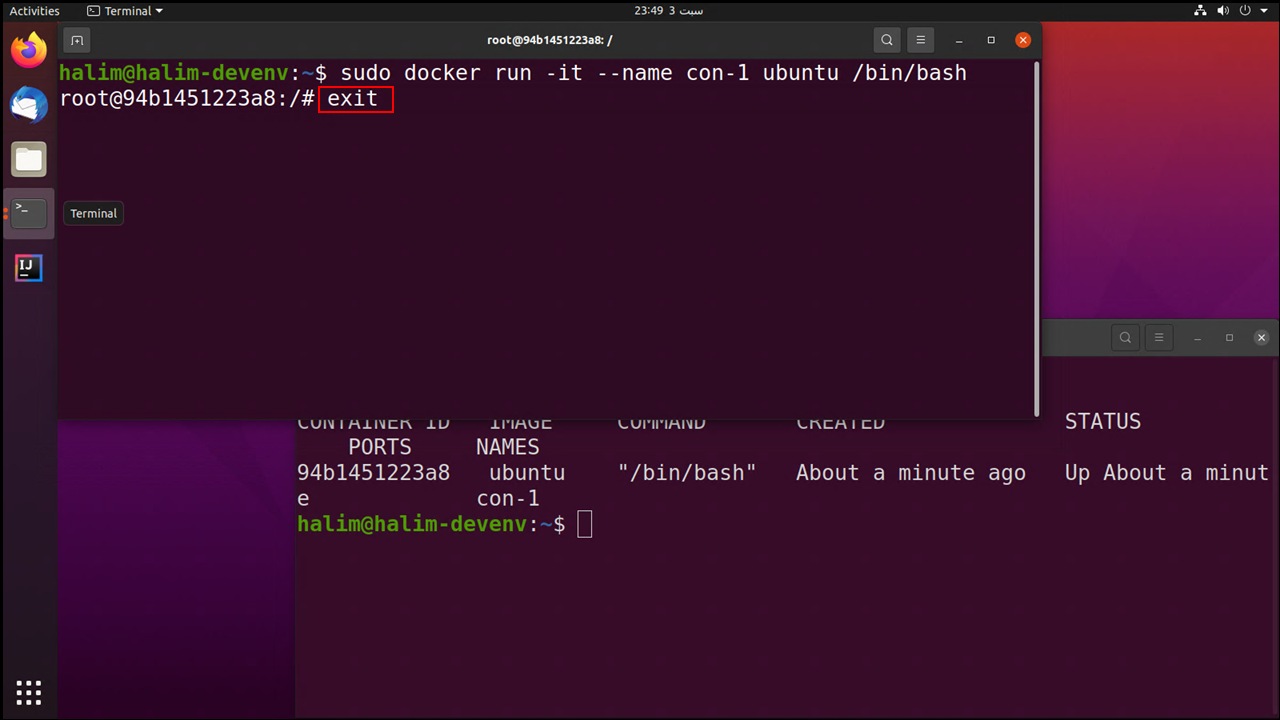 Activities Terminal 23:49 3 سبت
root@94b1451223a8: /
halim@halim-devenv:~$ sudo docker run -it --name con-1 ubuntu /bin/bash
root@94b1451223a8:/# exit
Terminal
IJ
CONTAINER ID IMAGE COMMAND CREATED STATUS
PORTS NAMES
94b1451223a8 ubuntu "/bin/bash" About a minute ago Up About a minut
e con-1
halim@halim-devenv:~$